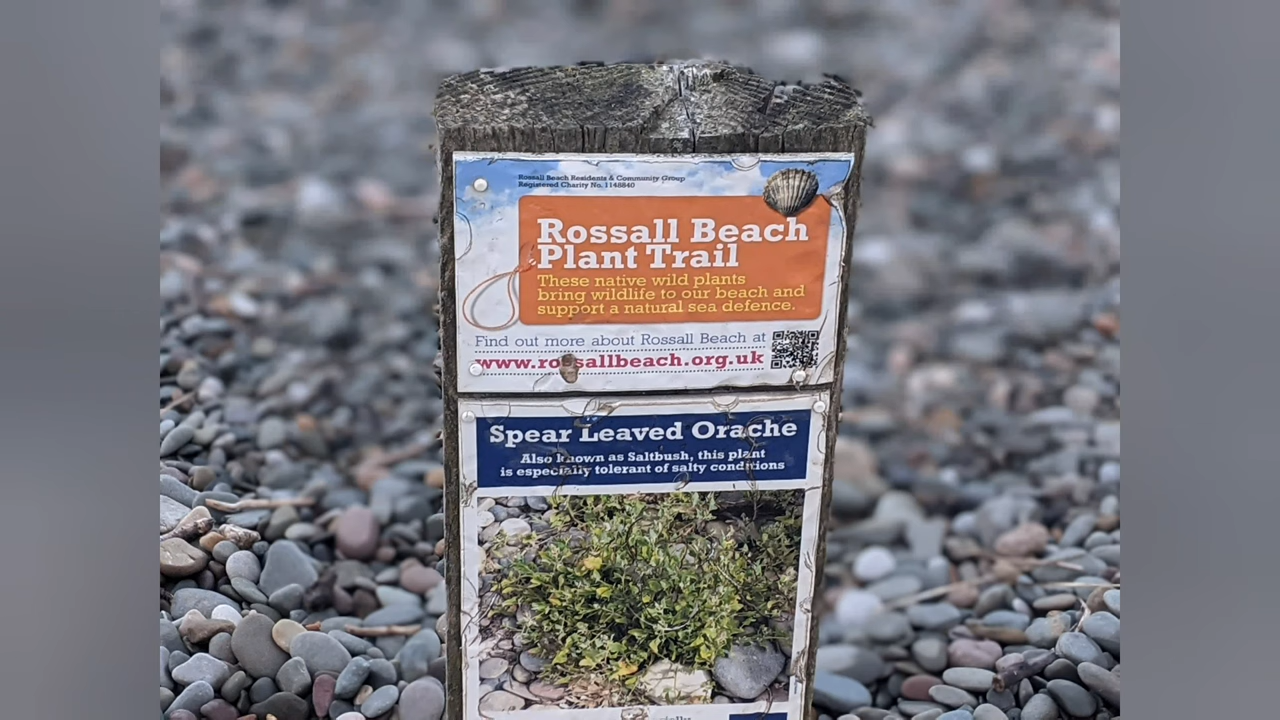 Rossall Beach Residents & Community Group
Registered Charity No. 1148840
Rossall Beach
Plant Trail
These native wild plants
bring wildlife to our beach and
support a natural sea defence.
Find out more about Rossall Beach at
www.rossallbeach.org.uk
Spear Leaved Orache
Also known as Saltbush, this plant
is especially tolerant of salty conditions